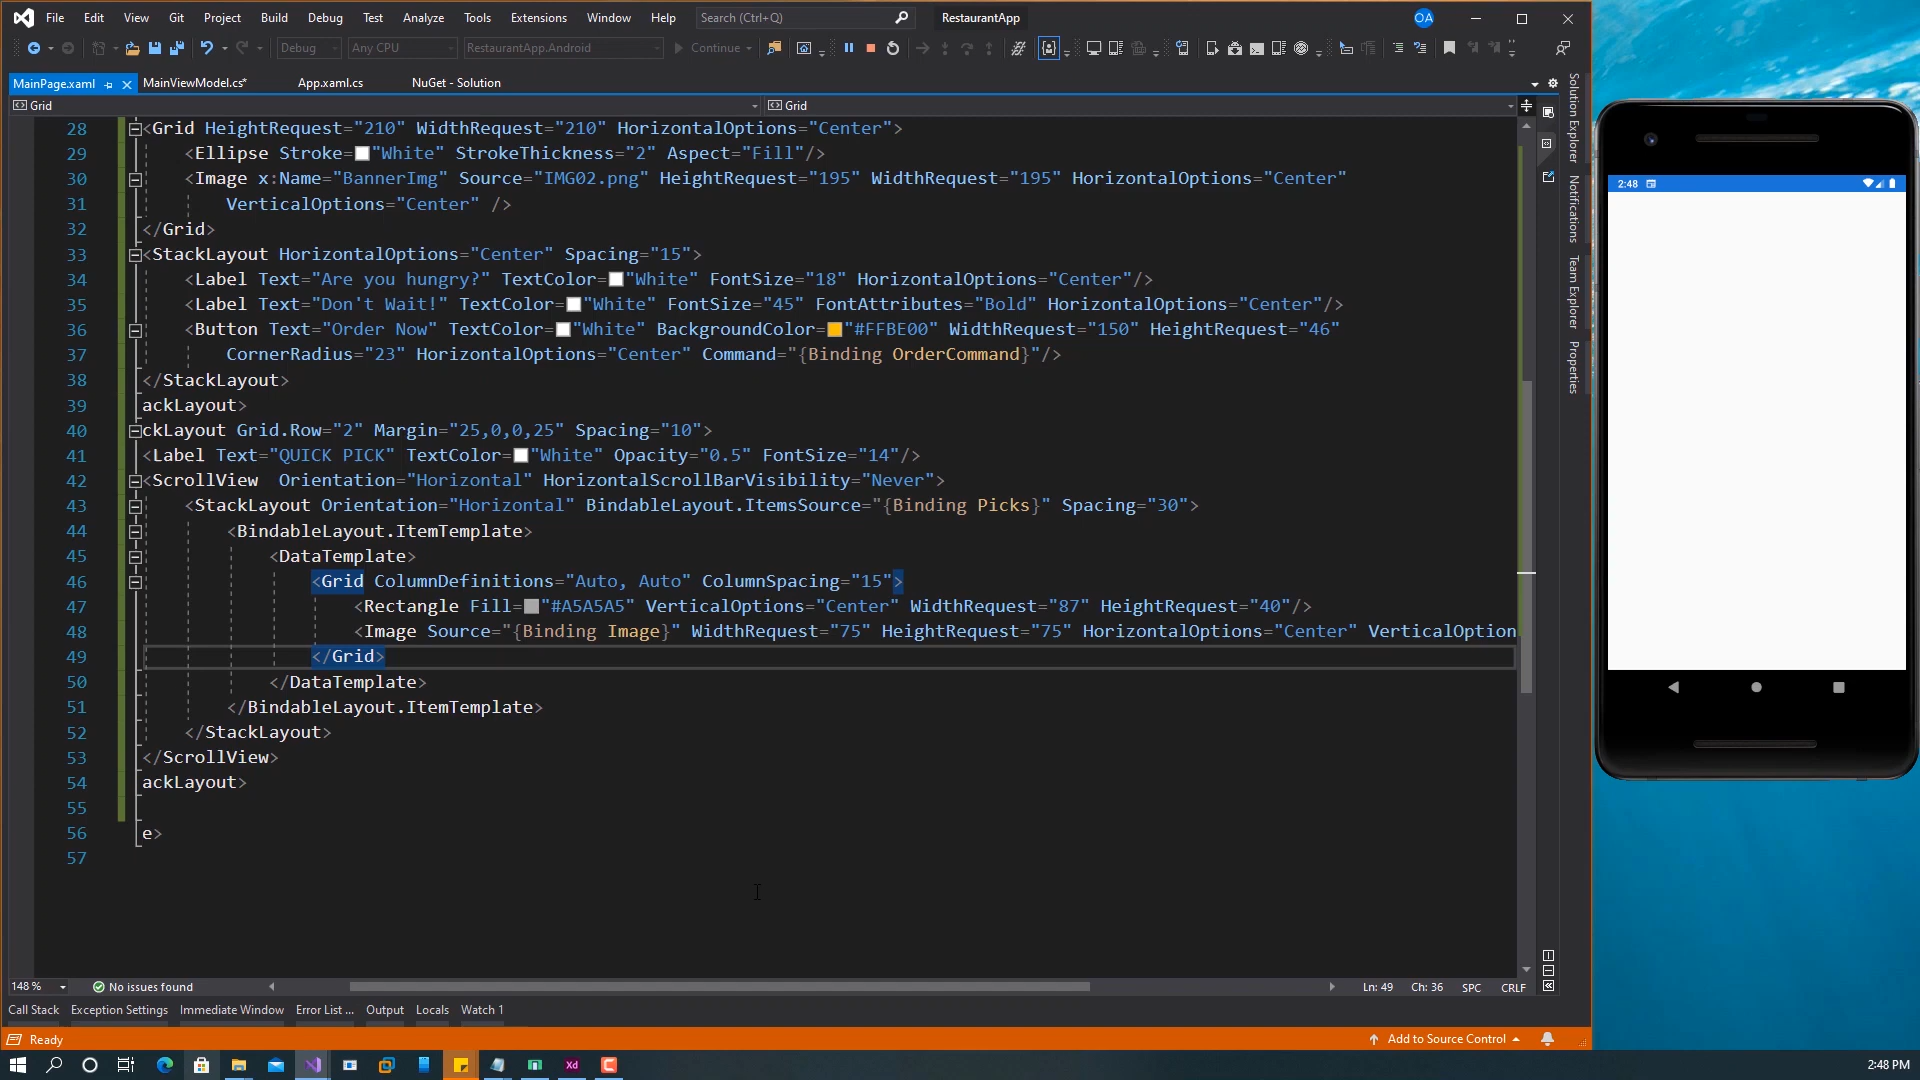 File Edit View Git Project Build Debug Test Analyze Tools Extensions Window Help Search (Ctrl+Q) RestaurantApp OA
Debug Any CPU RestaurantApp.Android Continue
MainPage.xaml MainViewModel.cs* App.xaml.cs NuGet - Solution
Grid Grid
28 <Grid HeightRequest="210" WidthRequest="210" HorizontalOptions="Center">
29 <Ellipse Stroke="White" StrokeThickness="2" Aspect="Fill"/>
30 <Image x:Name="BannerImg" Source="IMG02.png" HeightRequest="195" WidthRequest="195" HorizontalOptions="Center"
31 VerticalOptions="Center" />
32 </Grid>
33 <StackLayout HorizontalOptions="Center" Spacing="15">
34 <Label Text="Are you hungry?" TextColor="White" FontSize="18" HorizontalOptions="Center"/>
35 <Label Text="Don't Wait!" TextColor="White" FontSize="45" FontAttributes="Bold" HorizontalOptions="Center"/>
36 <Button Text="Order Now" TextColor="White" BackgroundColor="#FFBE00" WidthRequest="150" HeightRequest="46"
37 CornerRadius="23" HorizontalOptions="Center" Command="{Binding OrderCommand}"/>
38 </StackLayout>
39 ackLayout>
40 ckLayout Grid.Row="2" Margin="25,0,0,25" Spacing="10">
41 <Label Text="QUICK PICK" TextColor="White" Opacity="0.5" FontSize="14"/>
42 <ScrollView  Orientation="Horizontal" HorizontalScrollBarVisibility="Never">
43 <StackLayout Orientation="Horizontal" BindableLayout.ItemsSource="{Binding Picks}" Spacing="30">
44 <BindableLayout.ItemTemplate>
45 <DataTemplate>
46 <Grid ColumnDefinitions="Auto, Auto" ColumnSpacing="15">
47 <Rectangle Fill="#A5A5A5" VerticalOptions="Center" WidthRequest="87" HeightRequest="40"/>
48 <Image Source="{Binding Image}" WidthRequest="75" HeightRequest="75" HorizontalOptions="Center" VerticalOption
49 </Grid>
50 </DataTemplate>
51 </BindableLayout.ItemTemplate>
52 </StackLayout>
53 </ScrollView>
54 ackLayout>
55
56 e>
57
Solution Explorer
Notifications
Team Explorer
Properties
2:48
148 % No issues found Ln: 49 Ch: 36 SPC CRLF
Call Stack Exception Settings Immediate Window Error List ... Output Locals Watch 1
Ready Add to Source Control
Xd
2:48 PM